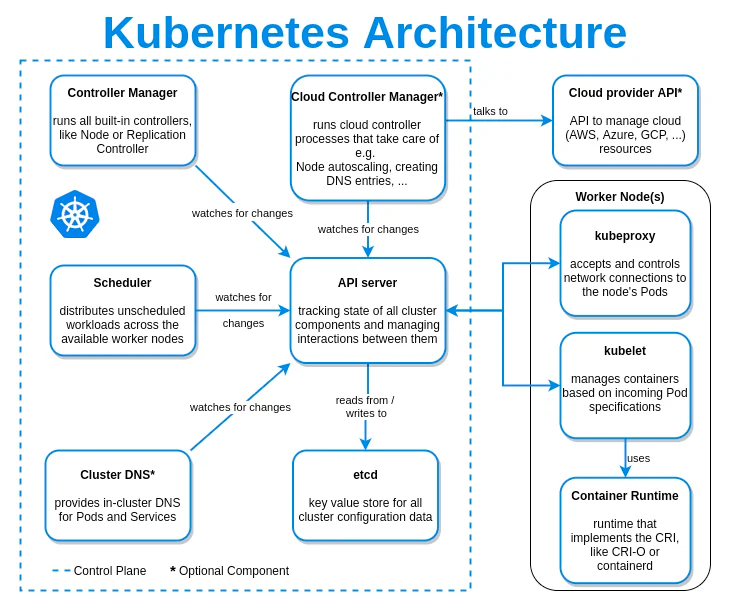 Kubernetes Architecture
Controller Manager
runs all built-in controllers,
like Node or Replication
Controller
Cloud Controller Manager*
runs cloud controller
processes that take care of
e.g.
Node autoscaling, creating
DNS entries, ...
talks to
Cloud provider API*
API to manage cloud
(AWS, Azure, GCP, ...)
resources
watches for changes
watches for changes
Scheduler
distributes unscheduled
workloads across the
available worker nodes
watches for
changes
API server
tracking state of all cluster
components and managing
interactions between them
Worker Node(s)
kubeproxy
accepts and controls
network connections to
the node's Pods
kubelet
manages containers
based on incoming Pod
specifications
uses
Container Runtime
runtime that
implements the CRI,
like CRI-O or
containerd
watches for changes
reads from /
writes to
Cluster DNS*
provides in-cluster DNS
for Pods and Services
etcd
key value store for all
cluster configuration data
Control Plane
* Optional Component